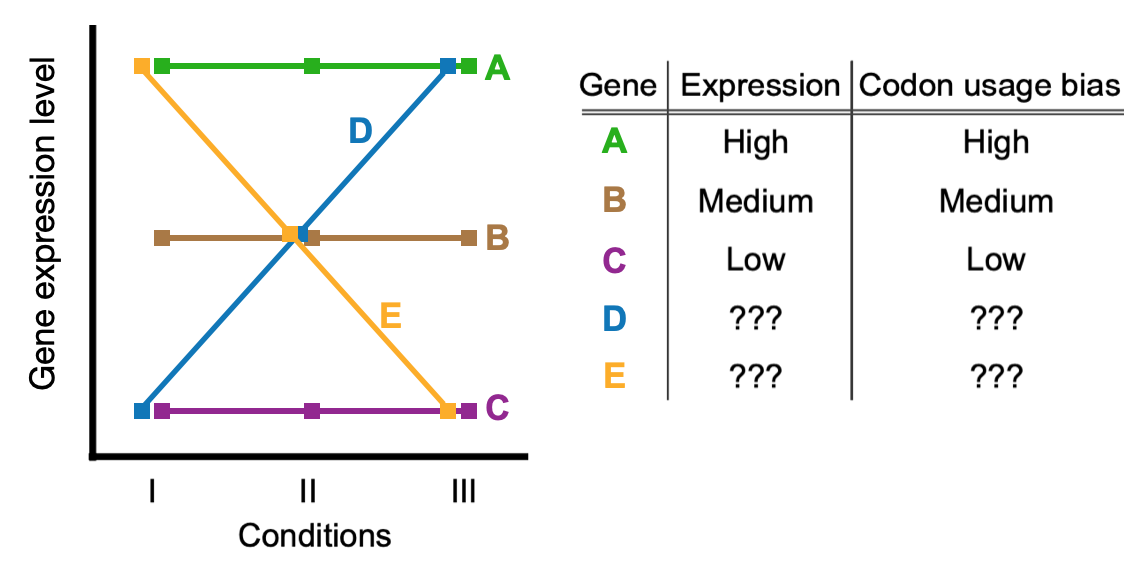 Gene expression level
A
D
B
E
C
I II III
Conditions
Gene Expression Codon usage bias
A High High
B Medium Medium
C Low Low
D ??? ???
E ??? ???